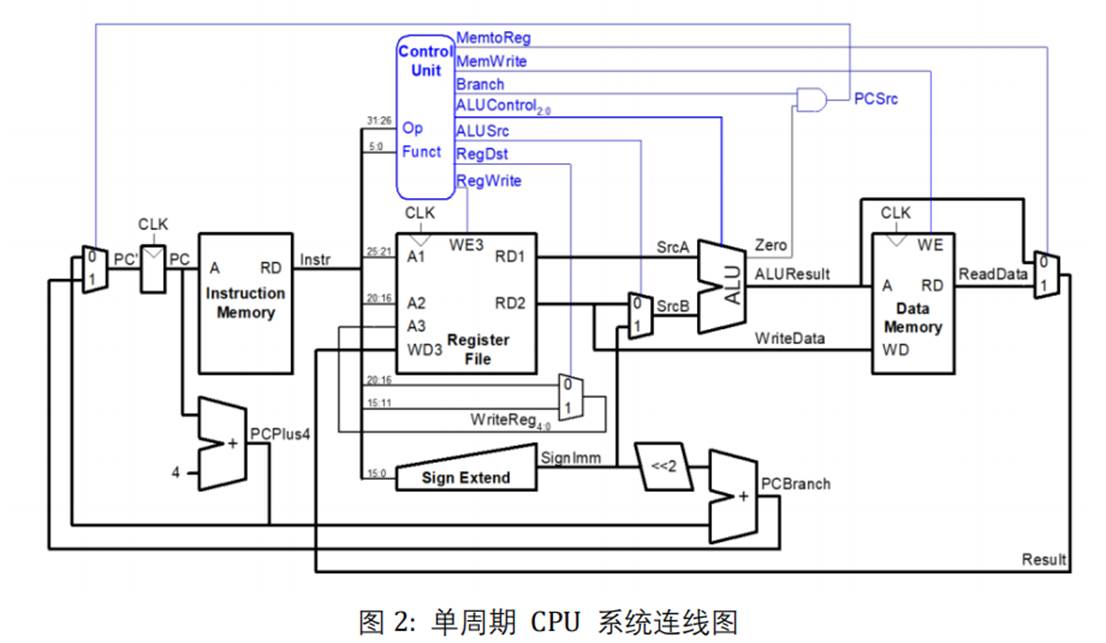 MemtoReg
Control Unit
MemWrite
Branch
ALUControl2:0
PCSrc
31:26
Op
ALUSrc
5:0
Funct
RegDst
RegWrite
CLK
CLK
CLK
WE3
WE
Zero
SrcA
0
1
PC'
PC
A
RD
Instr
25:21
A1
RD1
ALU
ALUResult
A
RD
ReadData
0
1
Instruction
Memory
20:16
A2
RD2
0
1
SrcB
Data
Memory
A3
WD3
Register
File
WriteData
WD
20:16
0
15:11
1
WriteReg4:0
PCPlus4
+
4
SignImm
15:0
Sign Extend
<<2
+
PCBranch
Result
图 2: 单周期 CPU 系统连线图